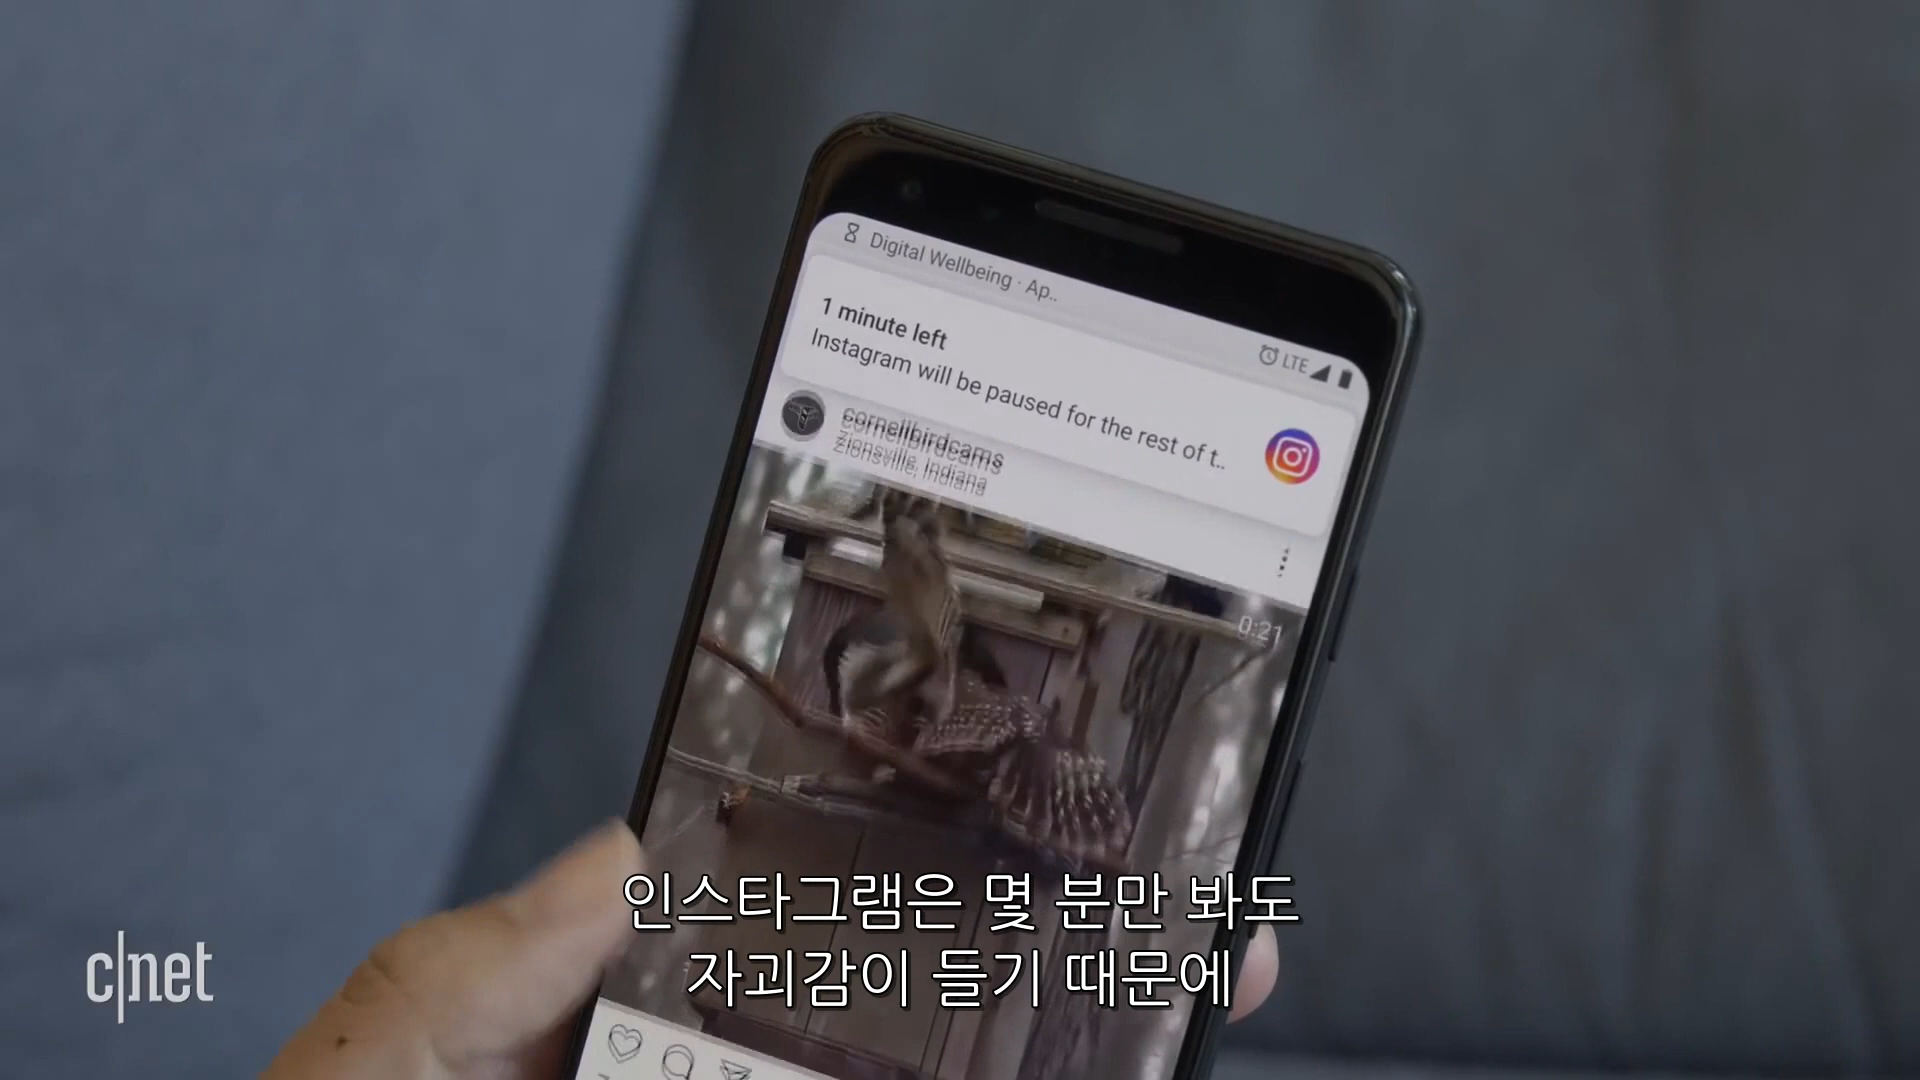 Digital Wellbeing · Ap..
1 minute left
Instagram will be paused for the rest of t..
LTE
cornellbirdcams
Zionsville, Indiana
0:21
인스타그램은 몇 분만 봐도
자괴감이 들기 때문에
c|net